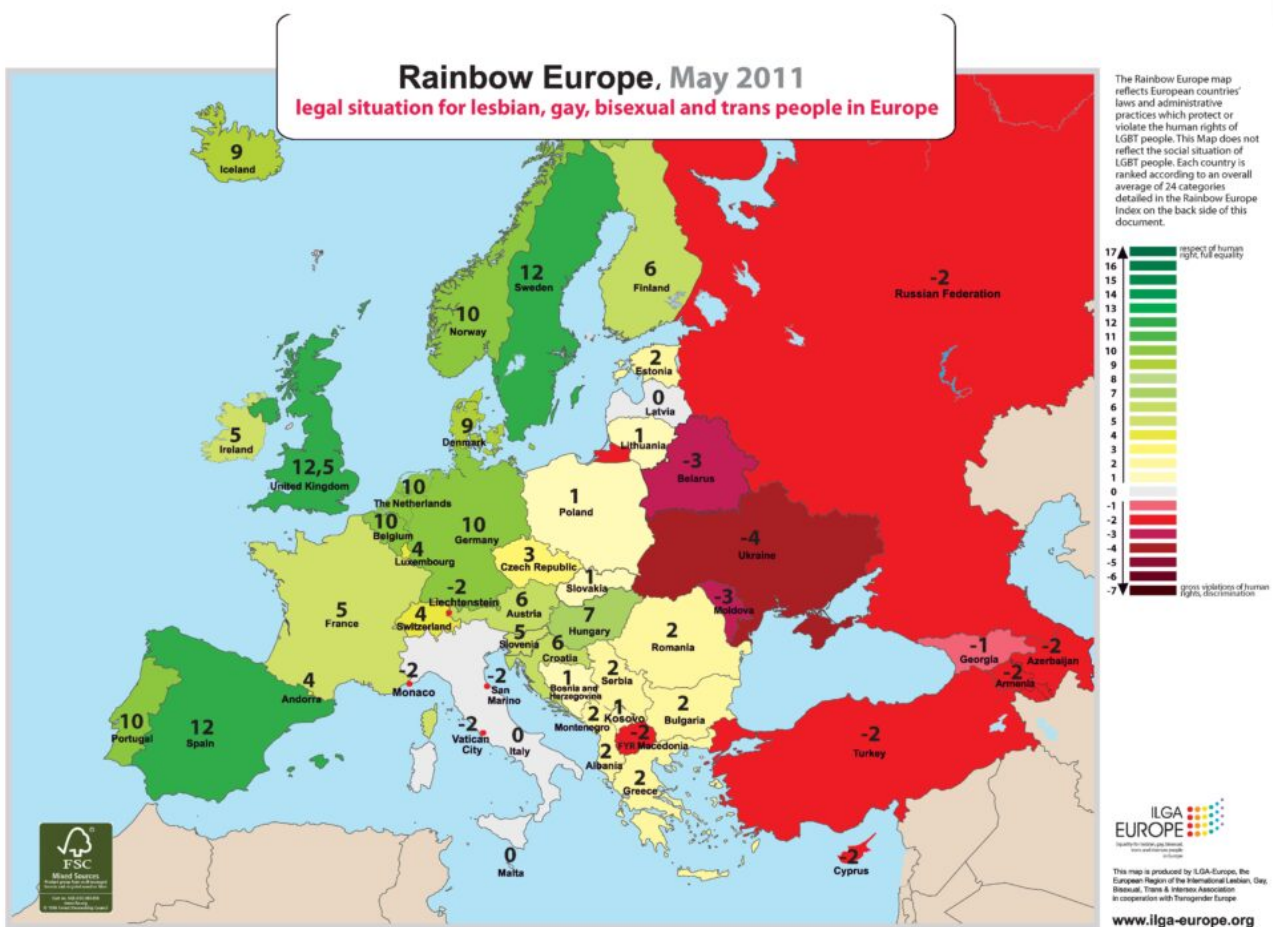 Rainbow Europe, May 2011
legal situation for lesbian, gay, bisexual and trans people in Europe
The Rainbow Europe map
reflects European countries'
laws and administrative
practices which protect or
violate the human rights of
LGBT people. This Map does not
reflect the social situation of
LGBT people. Each country is
ranked according to an overall
average of 24 categories
detailed in the Rainbow Europe
Index on the back side of this
document.
17
16
15
14
13
12
11
10
9
8
7
6
5
4
3
2
1
0
-1
-2
-3
-4
-5
-6
-7
respect of human
right, full equality
gross violations of human
rights, discrimination
9
Iceland
12
Sweden
6
Finland
-2
Russian Federation
10
Norway
2
Estonia
0
Latvia
1
Lithuania
9
Denmark
5
Ireland
12,5
United Kingdom
-3
Belarus
10
The Netherlands
10
Belgium
10
Germany
1
Poland
-4
Ukraine
4
Luxembourg
3
Czech Republic
1
Slovakia
-2
Liechtenstein
6
Austria
7
Hungary
-3
Moldova
5
France
4
Switzerland
5
Slovenia
6
Croatia
2
Romania
-1
Georgia
-2
Azerbaijan
-2
Armenia
4
Andorra
-2
Monaco
-2
San
Marino
1
Bosnia and
Herzegovina
2
Serbia
1
Kosovo
2
Bulgaria
2
Montenegro
-2
FYR Macedonia
10
Portugal
12
Spain
-2
Vatican
City
0
Italy
2
Albania
2
Greece
-2
Turkey
0
Malta
-2
Cyprus
FSC
Mixed Sources
ILGA
EUROPE
Equality for lesbian, gay, bisexual,
trans and intersex people
in Europe
This map is produced by ILGA-Europe, the
European Region of the International Lesbian, Gay,
Bisexual, Trans & Intersex Association
in cooperation with Transgender Europe
www.ilga-europe.org